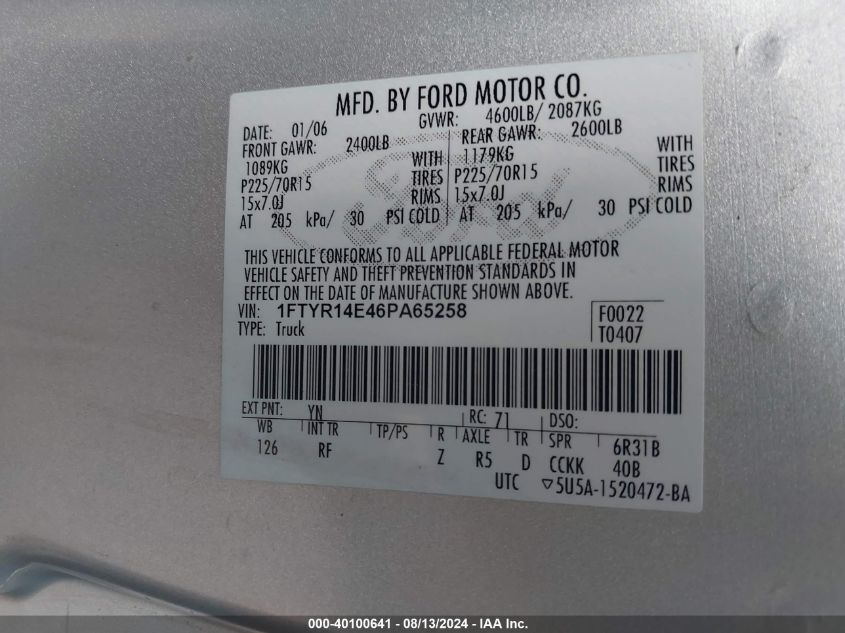 MFD. BY FORD MOTOR CO.
DATE: 01/06 GVWR: 4600LB/ 2087KG
FRONT GAWR: 2400LB REAR GAWR: 2600LB
1089KG WITH 1179KG WITH
P225/70R15 TIRES P225/70R15 TIRES
15x7.0J RIMS 15x7.0J RIMS
AT 205 kPa/ 30 PSI COLD AT 205 kPa/ 30 PSI COLD
Ford
THIS VEHICLE CONFORMS TO ALL APPLICABLE FEDERAL MOTOR
VEHICLE SAFETY AND THEFT PREVENTION STANDARDS IN
EFFECT ON THE DATE OF MANUFACTURE SHOWN ABOVE.
VIN: 1FTYR14E46PA65258 F0022
TYPE: Truck T0407
EXT PNT: YN RC: 71 DSO:
WB INT TR TP/PS R AXLE TR SPR 6R31B
126 RF Z R5 D CCKK 40B
UTC ▽5U5A-1520472-BA
000-40100641 - 08/13/2024 - IAA Inc.